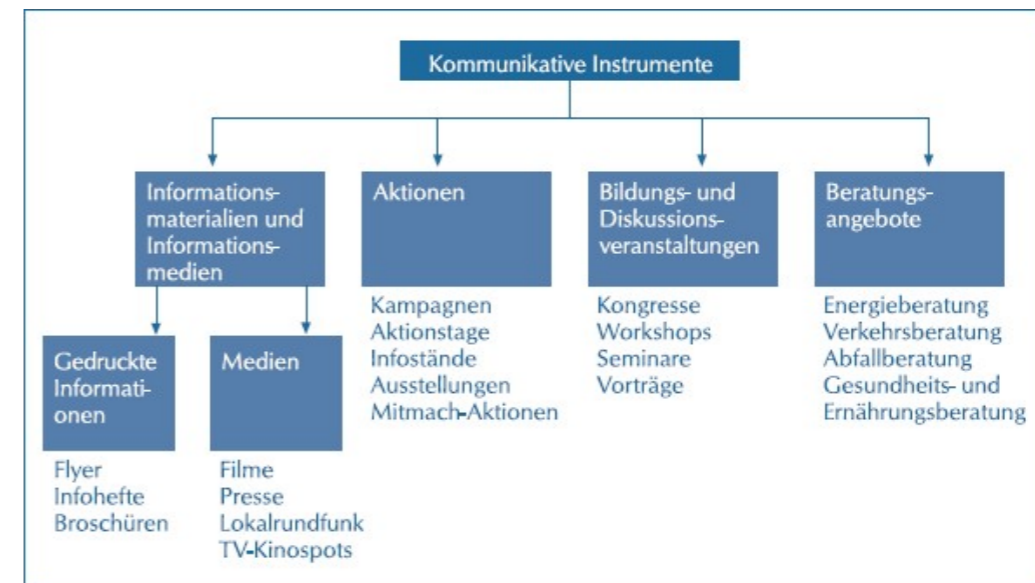 Kommunikative Instrumente
Informations-
materialien und
Informations-
medien
Gedruckte
Informati-
onen
Flyer
Infohefte
Broschüren
Medien
Filme
Presse
Lokalrundfunk
TV-Kinospots
Aktionen
Kampagnen
Aktionstage
Infostände
Ausstellungen
Mitmach-Aktionen
Bildungs- und
Diskussions-
veranstaltungen
Kongresse
Workshops
Seminare
Vorträge
Beratungs-
angebote
Energieberatung
Verkehrsberatung
Abfallberatung
Gesundheits- und
Ernährungsberatung